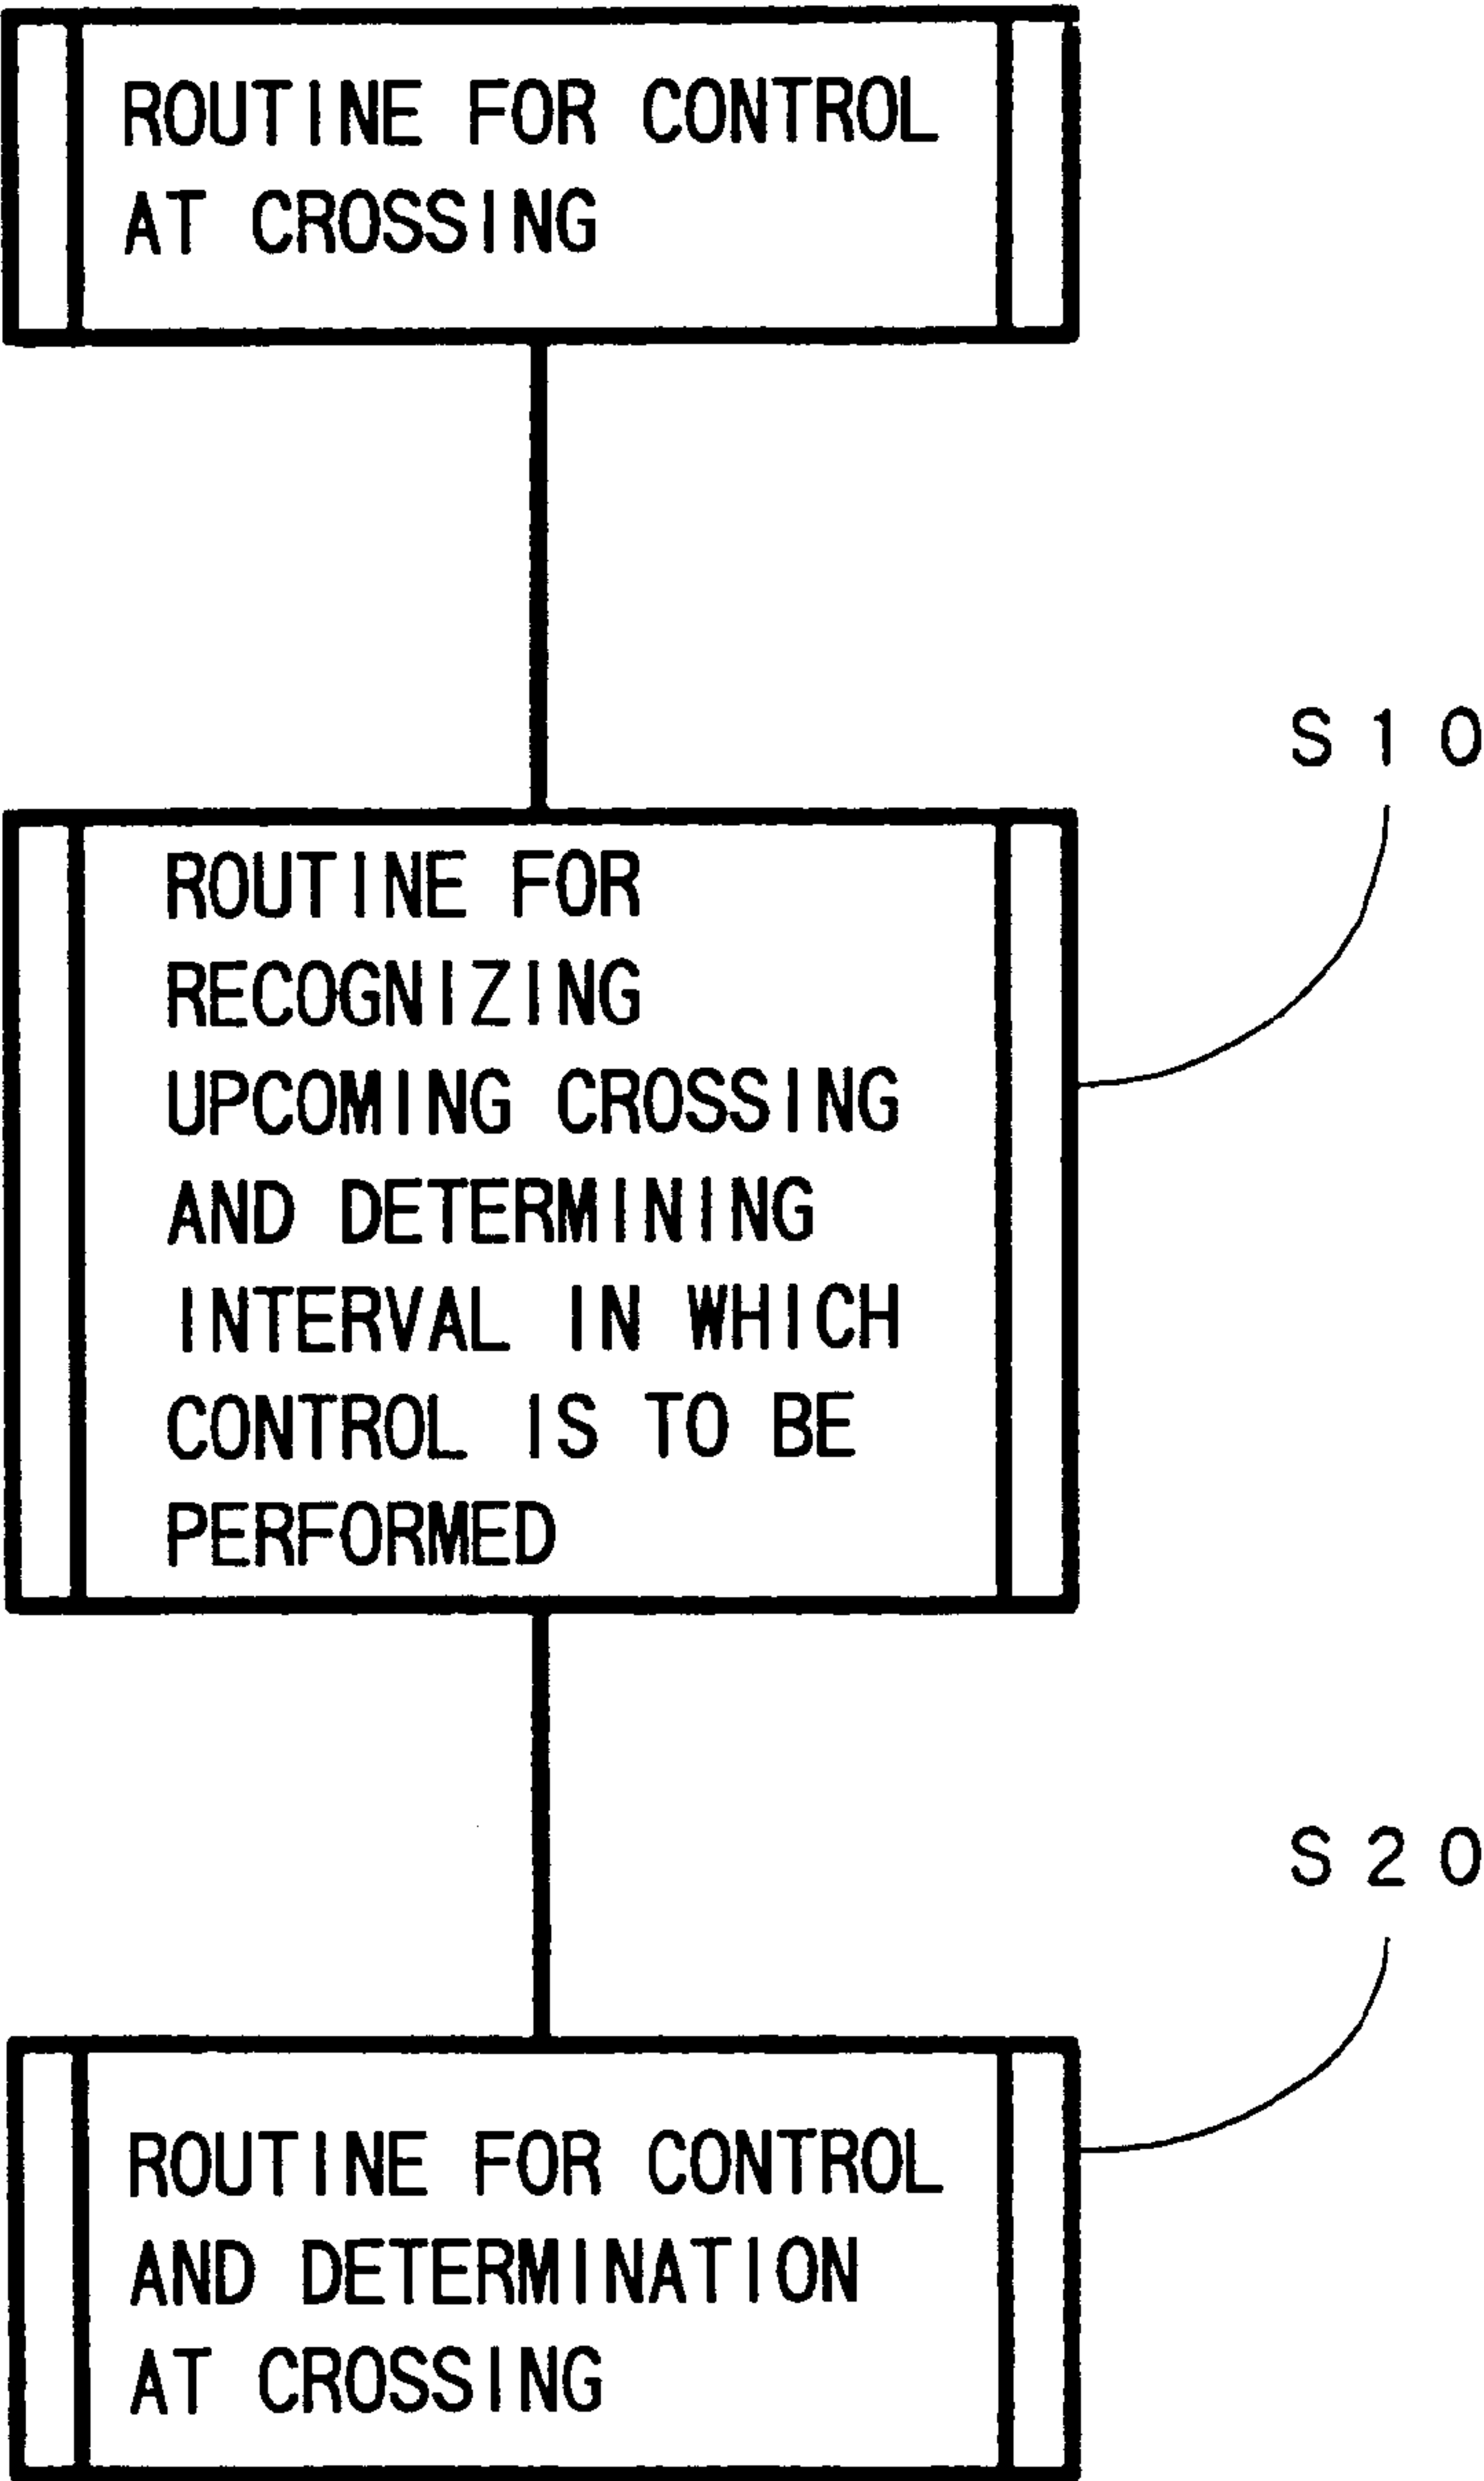 ROUTINE FOR CONTROL
AT CROSSING
S10
ROUTINE FOR
RECOGNIZING
UPCOMING CROSSING
AND DETERMINING
INTERVAL IN WHICH
CONTROL IS TO BE
PERFORMED
S20
ROUTINE FOR CONTROL
AND DETERMINATION
AT CROSSING